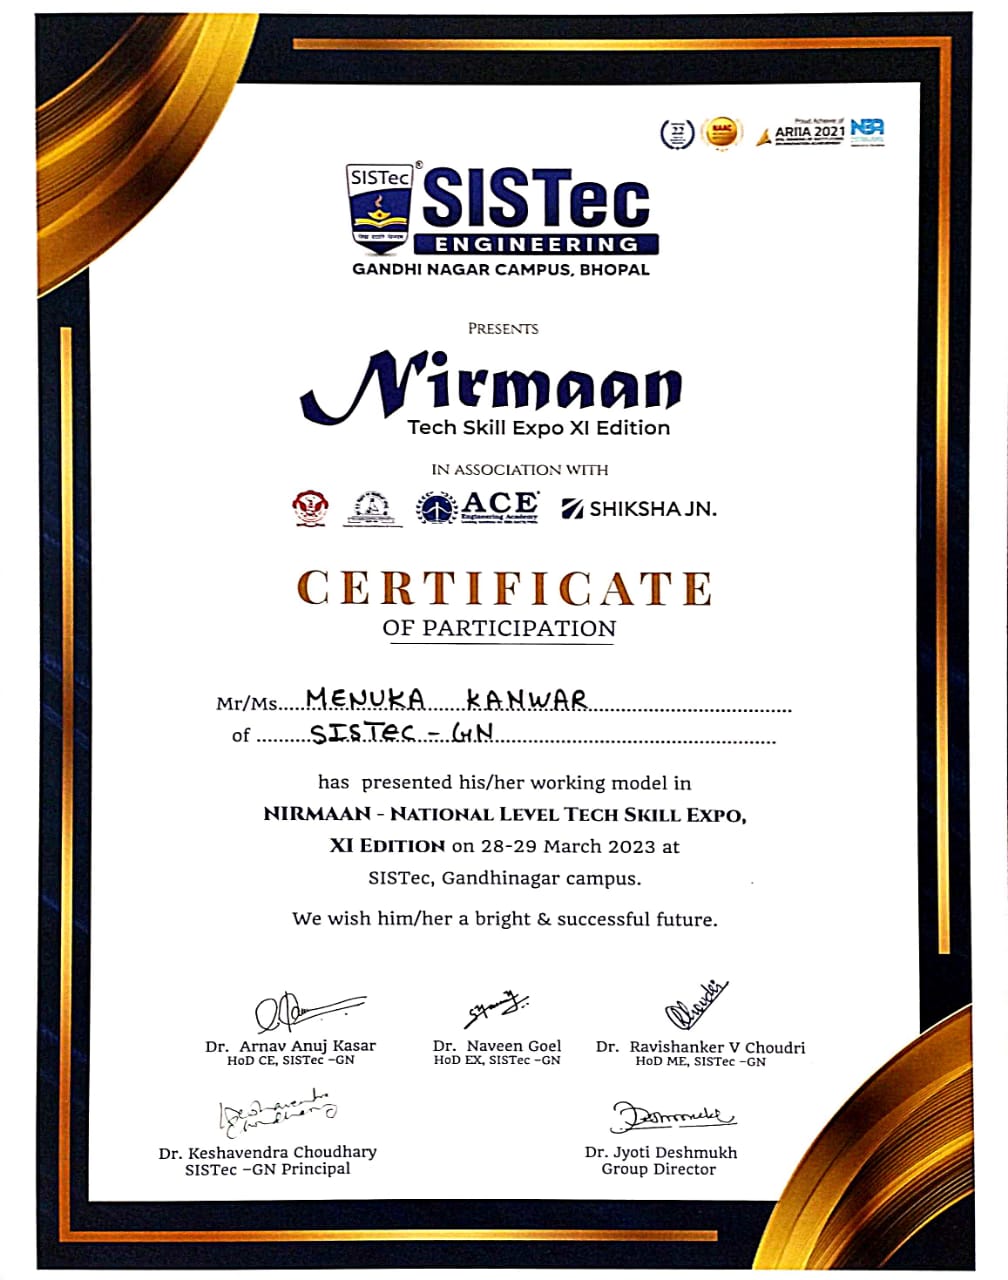 22
NAAC
Proud Achiever of
ARIIA 2021
NBA
SISTec
®
SISTec
ENGINEERING
GANDHI NAGAR CAMPUS, BHOPAL
PRESENTS
Nirmaan
Tech Skill Expo XI Edition
IN ASSOCIATION WITH
ACE
Engineering Academy
SHIKSHA JN.
CERTIFICATE
OF PARTICIPATION
Mr/Ms.....MENUKA KANWAR
of ..........SISTec - GN
has presented his/her working model in
NIRMAAN - NATIONAL LEVEL TECH SKILL EXPO,
XI EDITION on 28-29 March 2023 at
SISTec, Gandhinagar campus.
We wish him/her a bright & successful future.
Dr. Arnav Anuj Kasar
HoD CE, SISTec –GN
Dr. Naveen Goel
HoD EX, SISTec –GN
Dr. Ravishanker V Choudri
HoD ME, SISTec –GN
Dr. Keshavendra Choudhary
SISTec –GN Principal
Dr. Jyoti Deshmukh
Group Director